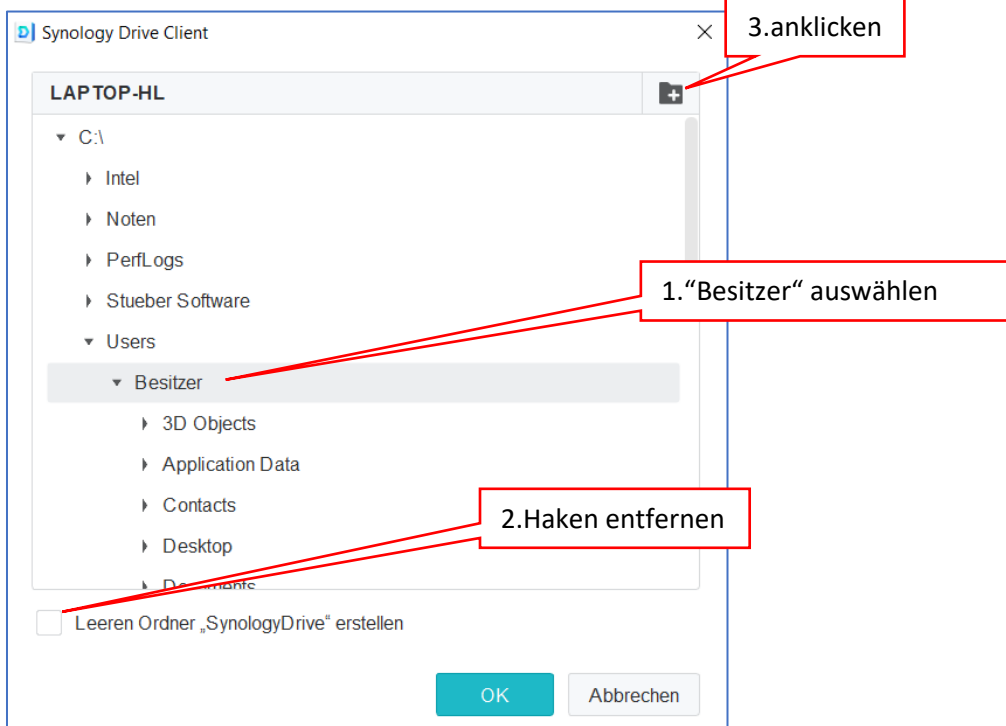 Synology Drive Client
3.anklicken
LAPTOP-HL
C:\
Intel
Noten
PerfLogs
Stueber Software
1.“Besitzer“ auswählen
Users
Besitzer
3D Objects
Application Data
Contacts
2.Haken entfernen
Desktop
Documents
Leeren Ordner „SynologyDrive“ erstellen
OK
Abbrechen